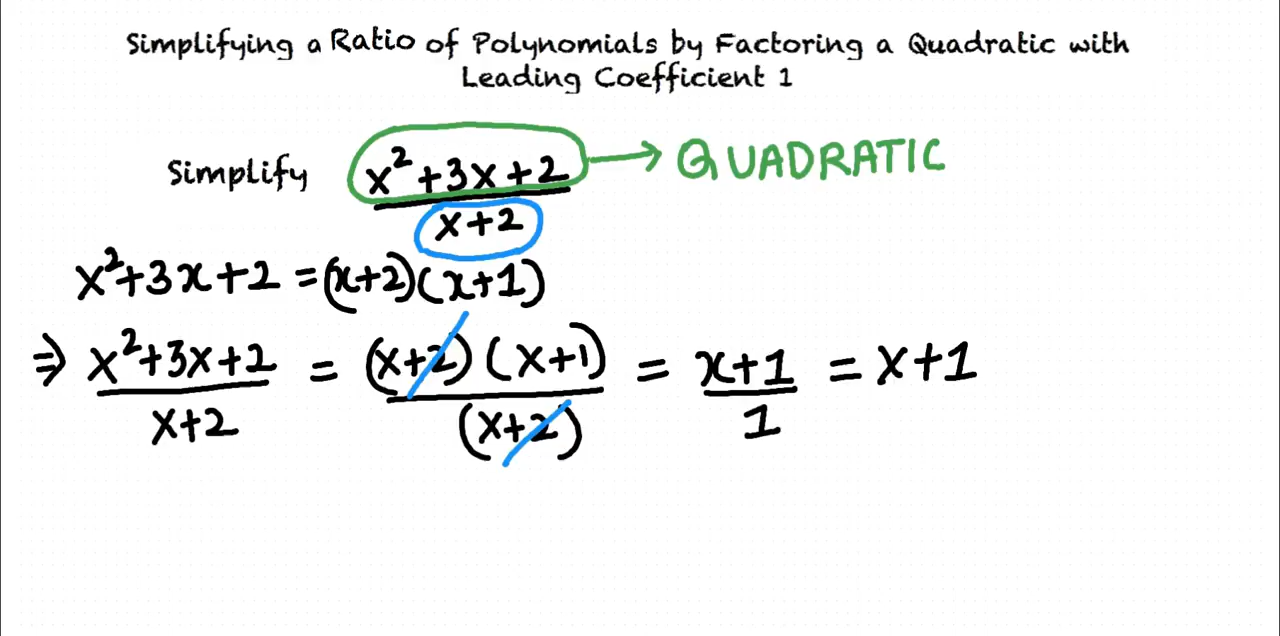 Simplifying a Ratio of Polynomials by Factoring a Quadratic with
Leading Coefficient 1
Simplify (x²+3x+2)/(x+2) → QUADRATIC
x²+3x+2 = (x+2)(x+1)
⇒ (x²+3x+2)/(x+2) = (x+2)(x+1)/(x+2) = (x+1)/1 = x+1